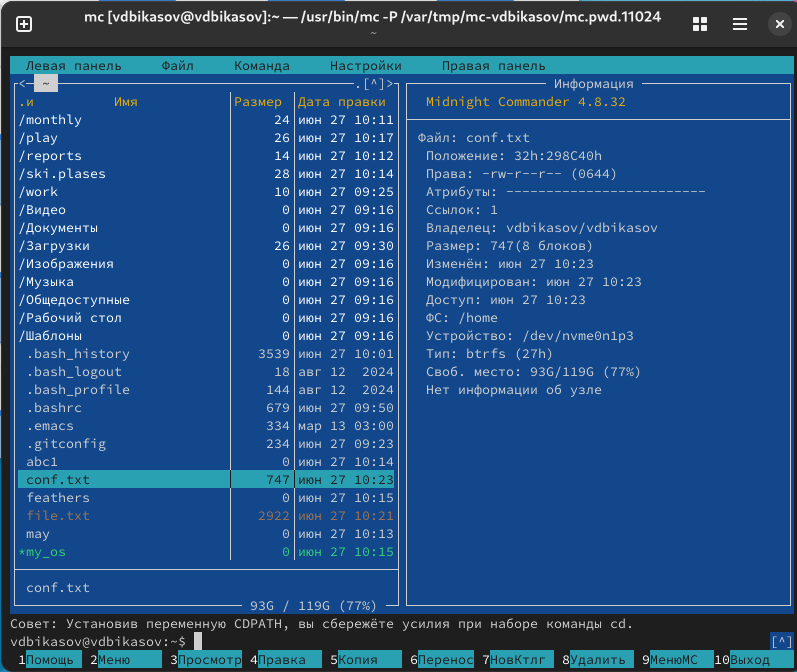 mc [vdbikasov@vdbikasov]:~ — /usr/bin/mc -P /var/tmp/mc-vdbikasov/mc.pwd.11024
~
Левая панель Файл Команда Настройки Правая панель
<─ ~ .[^]>
.и Имя Размер Дата правки
/monthly 24 июн 27 10:11
/play 26 июн 27 10:17
/reports 14 июн 27 10:12
/ski.plases 28 июн 27 10:14
/work 10 июн 27 09:25
/Видео 0 июн 27 09:16
/Документы 0 июн 27 09:16
/Загрузки 26 июн 27 09:30
/Изображения 0 июн 27 09:16
/Музыка 0 июн 27 09:16
/Общедоступные 0 июн 27 09:16
/Рабочий стол 0 июн 27 09:16
/Шаблоны 0 июн 27 09:16
.bash_history 3539 июн 27 10:01
.bash_logout 18 авг 12 2024
.bash_profile 144 авг 12 2024
.bashrc 679 июн 27 09:50
.emacs 334 мар 13 03:00
.gitconfig 234 июн 27 09:23
abc1 0 июн 27 10:14
conf.txt 747 июн 27 10:23
feathers 0 июн 27 10:15
file.txt 2922 июн 27 10:21
may 0 июн 27 10:13
*my_os 0 июн 27 10:15
conf.txt
93G / 119G (77%)
Информация
Midnight Commander 4.8.32
Файл: conf.txt
Положение: 32h:298C40h
Права: -rw-r--r-- (0644)
Атрибуты: -------------------------
Ссылок: 1
Владелец: vdbikasov/vdbikasov
Размер: 747(8 блоков)
Изменён: июн 27 10:23
Модифицирован: июн 27 10:23
Доступ: июн 27 10:23
ФС: /home
Устройство: /dev/nvme0n1p3
Тип: btrfs (27h)
Своб. место: 93G/119G (77%)
Нет информации об узле
Совет: Установив переменную CDPATH, вы сбережёте усилия при наборе команды cd.
vdbikasov@vdbikasov:~$ [^]
1Помощь 2Меню 3Просмотр 4Правка 5Копия 6Перенос 7НовКтлг 8Удалить 9МенюМС 10Выход